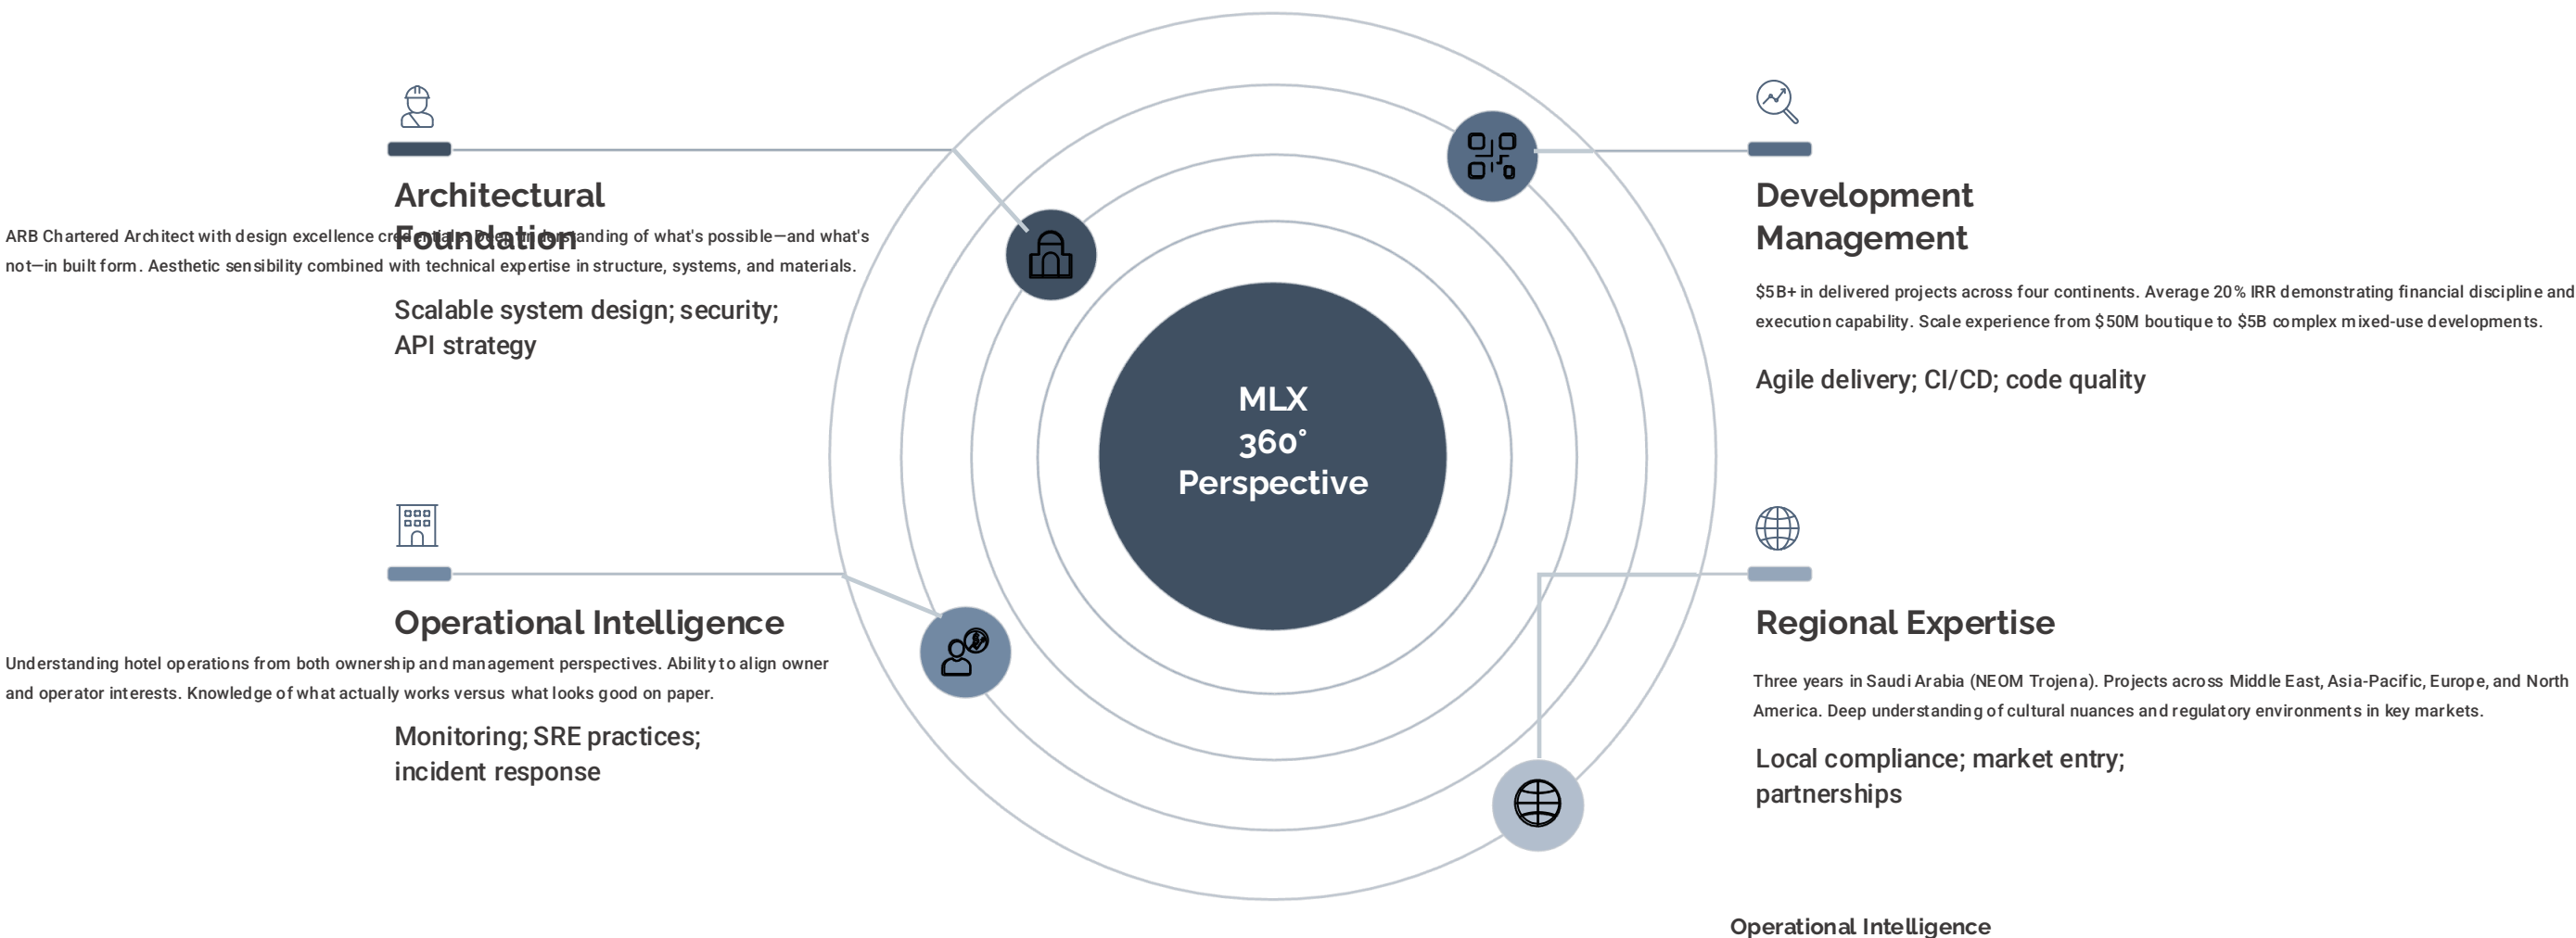 Architectural
Foundation
ARB Chartered Architect with design excellence credentials. Deep understanding of what's possible—and what's
not—in built form. Aesthetic sensibility combined with technical expertise in structure, systems, and materials.
Scalable system design; security;
API strategy
Development
Management
$5B+ in delivered projects across four continents. Average 20% IRR demonstrating financial discipline and
execution capability. Scale experience from $50M boutique to $5B complex mixed-use developments.
Agile delivery; CI/CD; code quality
MLX
360°
Perspective
Operational Intelligence
Understanding hotel operations from both ownership and management perspectives. Ability to align owner
and operator interests. Knowledge of what actually works versus what looks good on paper.
Monitoring; SRE practices;
incident response
Regional Expertise
Three years in Saudi Arabia (NEOM Trojena). Projects across Middle East, Asia-Pacific, Europe, and North
America. Deep understanding of cultural nuances and regulatory environments in key markets.
Local compliance; market entry;
partnerships
Operational Intelligence